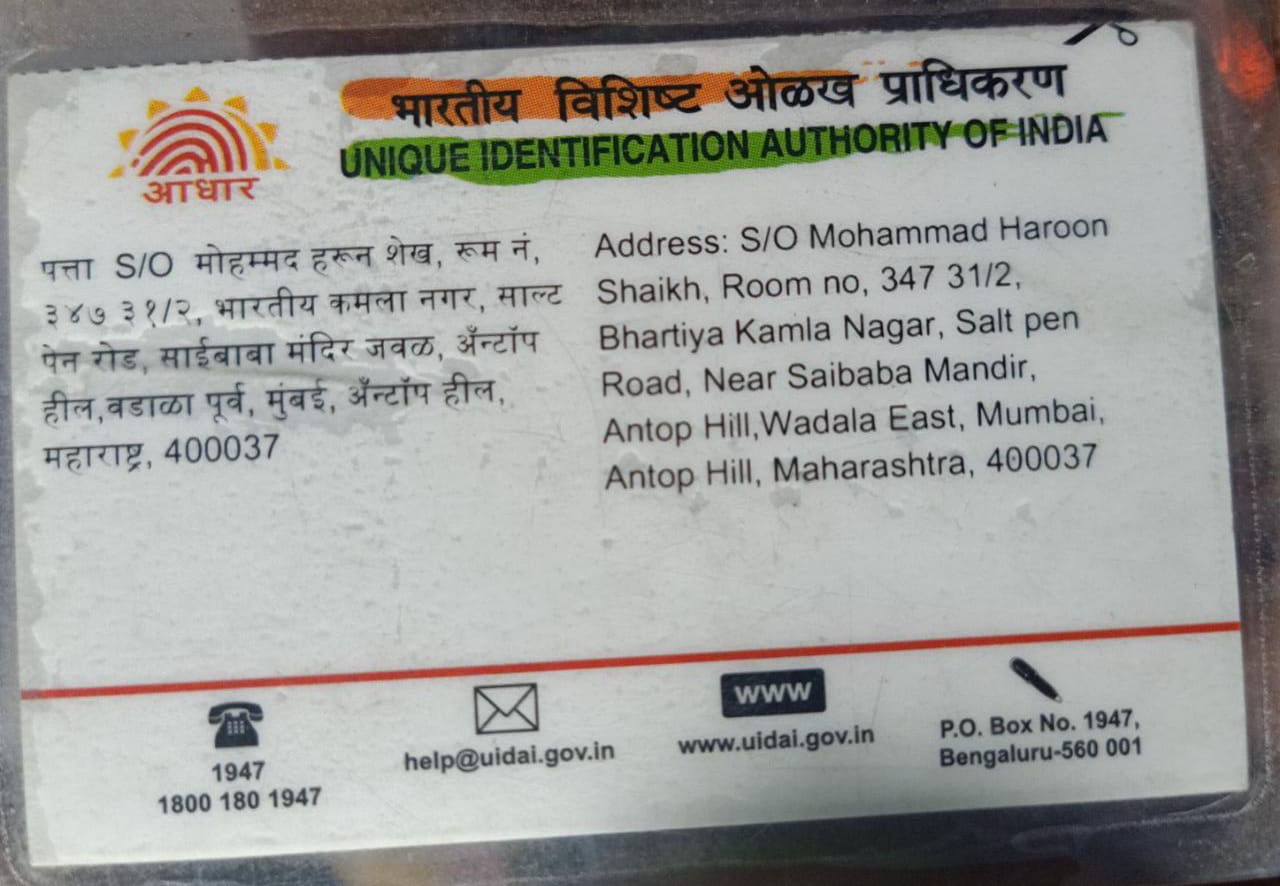 भारतीय विशिष्ट ओळख प्राधिकरण
UNIQUE IDENTIFICATION AUTHORITY OF INDIA
आधार
पत्ता S/O मोहम्मद हरून शेख, रूम नं,
३४७ ३१/२, भारतीय कमला नगर, साल्ट
पेन रोड, साईबाबा मंदिर जवळ, अँन्टॉप
हील,वडाळा पूर्व, मुंबई, अँन्टॉप हील,
महाराष्ट्र, 400037
Address: S/O Mohammad Haroon
Shaikh, Room no, 347 31/2,
Bhartiya Kamla Nagar, Salt pen
Road, Near Saibaba Mandir,
Antop Hill,Wadala East, Mumbai,
Antop Hill, Maharashtra, 400037
1947
1800 180 1947
help@uidai.gov.in
www
www.uidai.gov.in
P.O. Box No. 1947,
Bengaluru-560 001